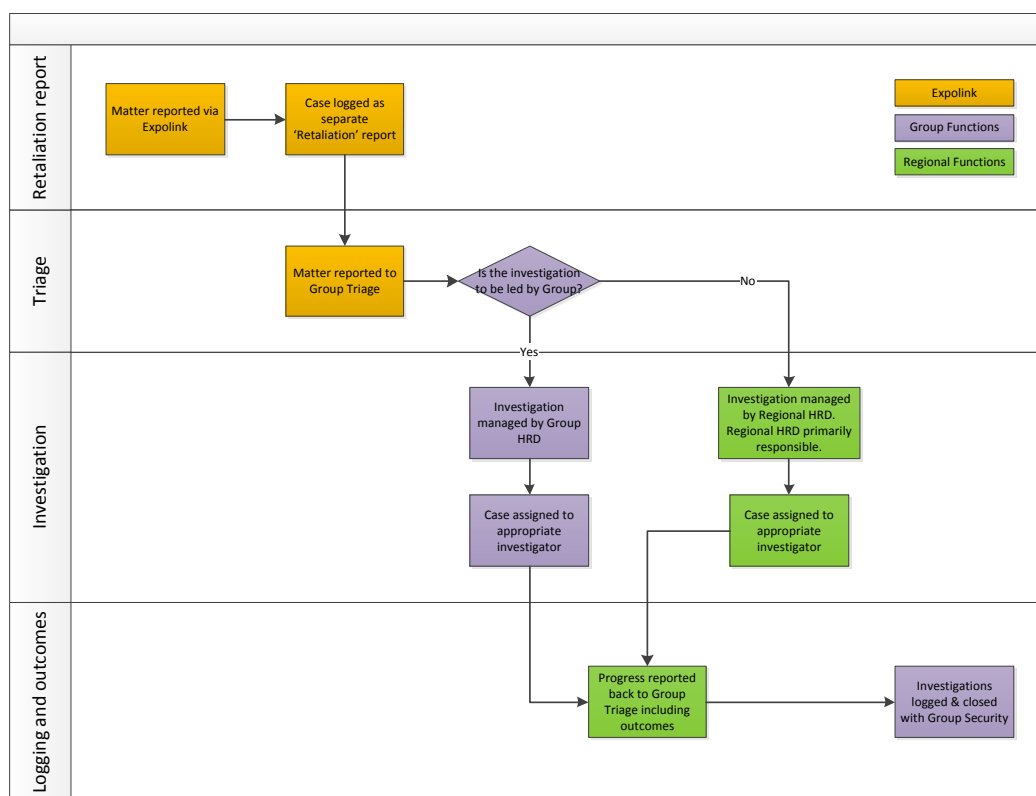 Retaliation report
Matter reported via
Expolink
Case logged as
separate
‘Retaliation’ report
Expolink
Group Functions
Regional Functions
Triage
Matter reported to
Group Triage
Is the investigation
to be led by Group?
No
Yes
Investigation
Investigation
managed by Group
HRD
Investigation managed
by Regional HRD.
Regional HRD primarily
responsible.
Case assigned to
appropriate
investigator
Case assigned to
appropriate
investigator
Logging and outcomes
Progress reported
back to Group
Triage including
outcomes
Investigations
logged & closed
with Group Security